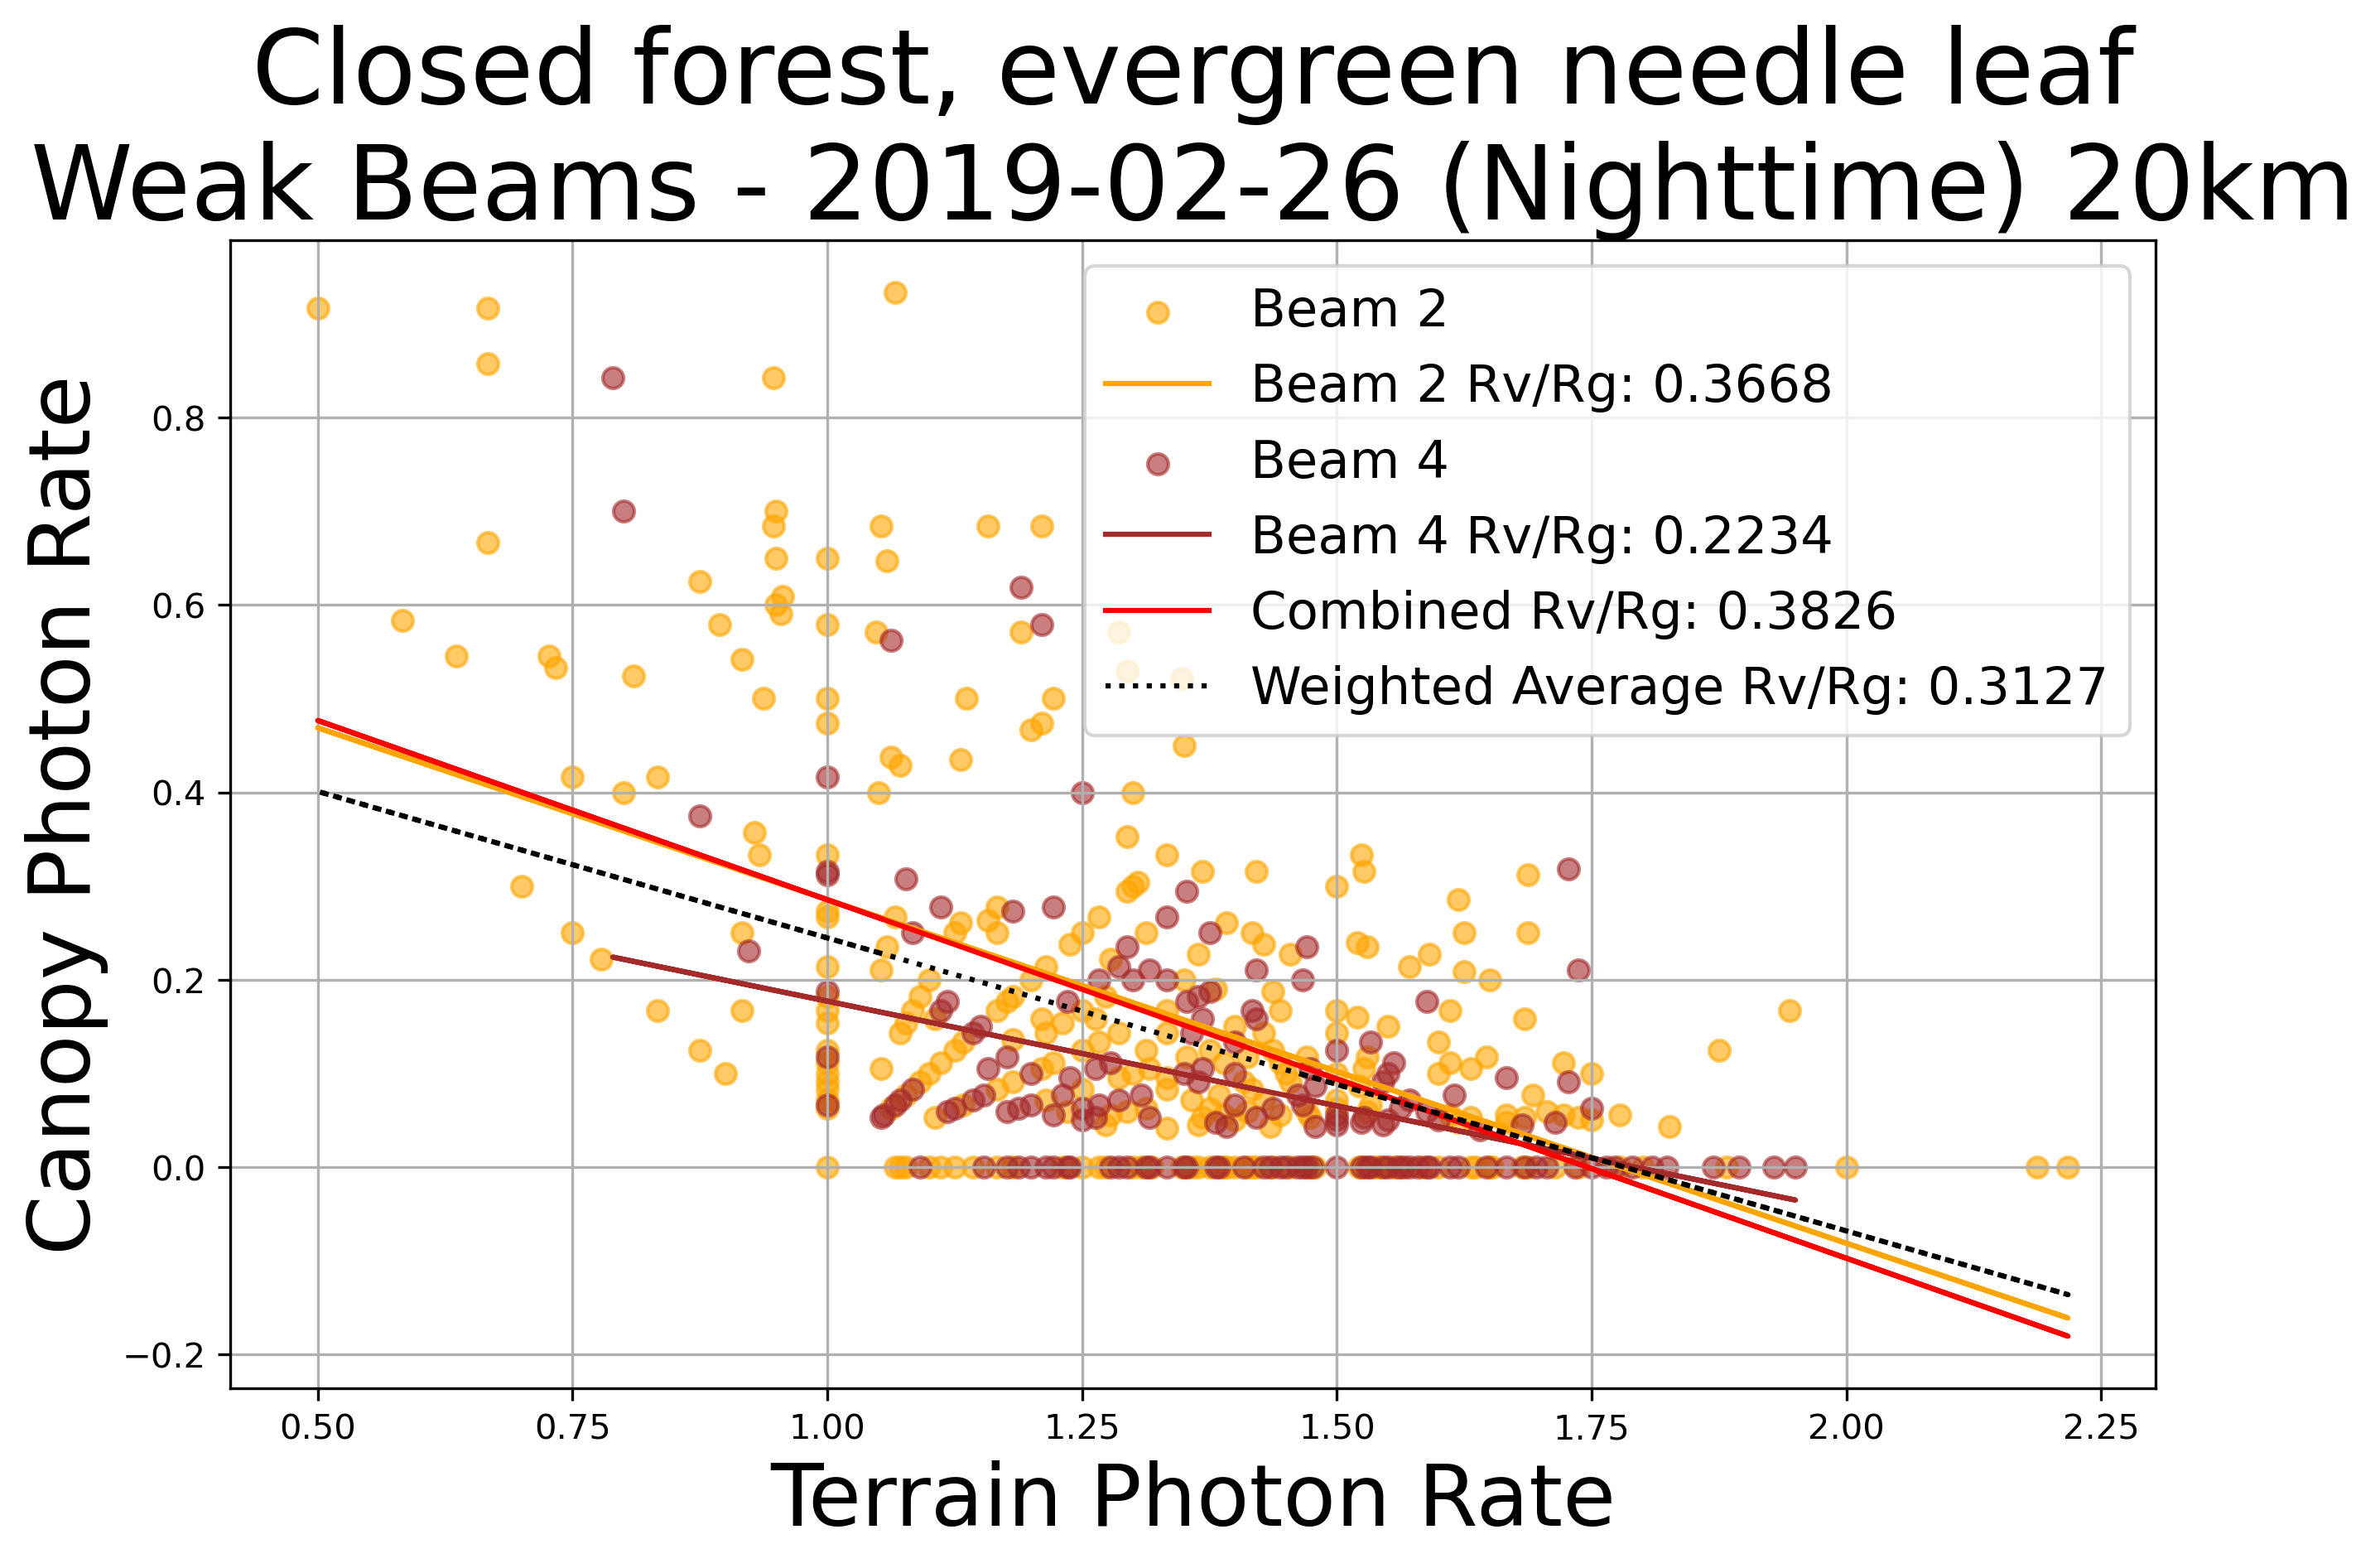 Closed forest, evergreen needle leaf
Weak Beams - 2019-02-26 (Nighttime) 20km
Canopy Photon Rate
0.8
0.6
0.4
0.2
0.0
−0.2
Beam 2
Beam 2 Rv/Rg: 0.3668
Beam 4
Beam 4 Rv/Rg: 0.2234
Combined Rv/Rg: 0.3826
Weighted Average Rv/Rg: 0.3127
0.50 0.75 1.00 1.25 1.50 1.75 2.00 2.25
Terrain Photon Rate